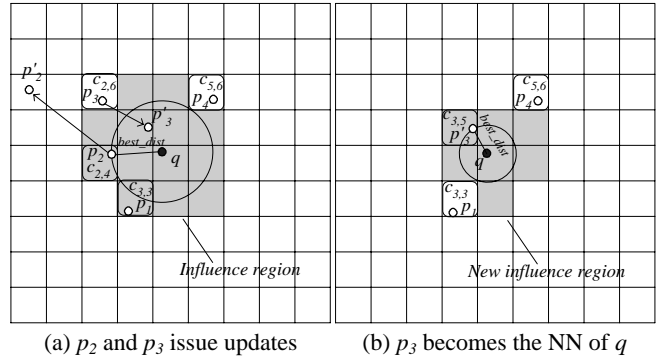 p'2
c2,6
p3
c5,6
p4
p'3
best_dist
p2
q
c2,4
c3,3
p1
Influence region
(a) p2 and p3 issue updates
c5,6
p4
c3,5
p'3
best_dist
q
c3,3
p1
New influence region
(b) p3 becomes the NN of q